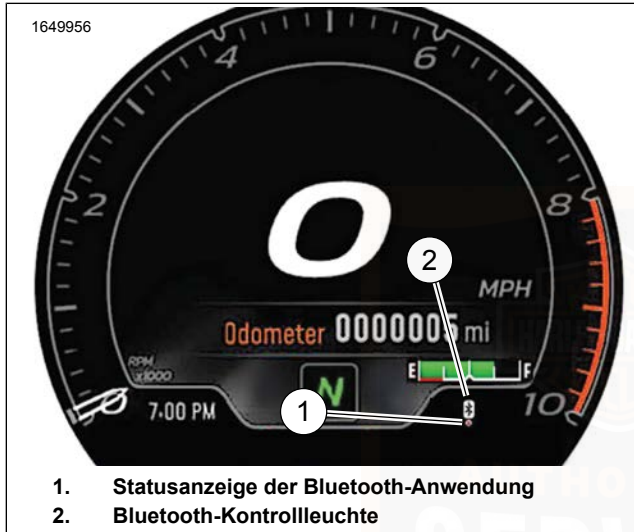 1649956
4
6
2
8
0
2
MPH
Odometer 0000005 mi
RPM
x1000
E F
N
1
0
7:00 PM
10
1. Statusanzeige der Bluetooth-Anwendung
2. Bluetooth-Kontrollleuchte